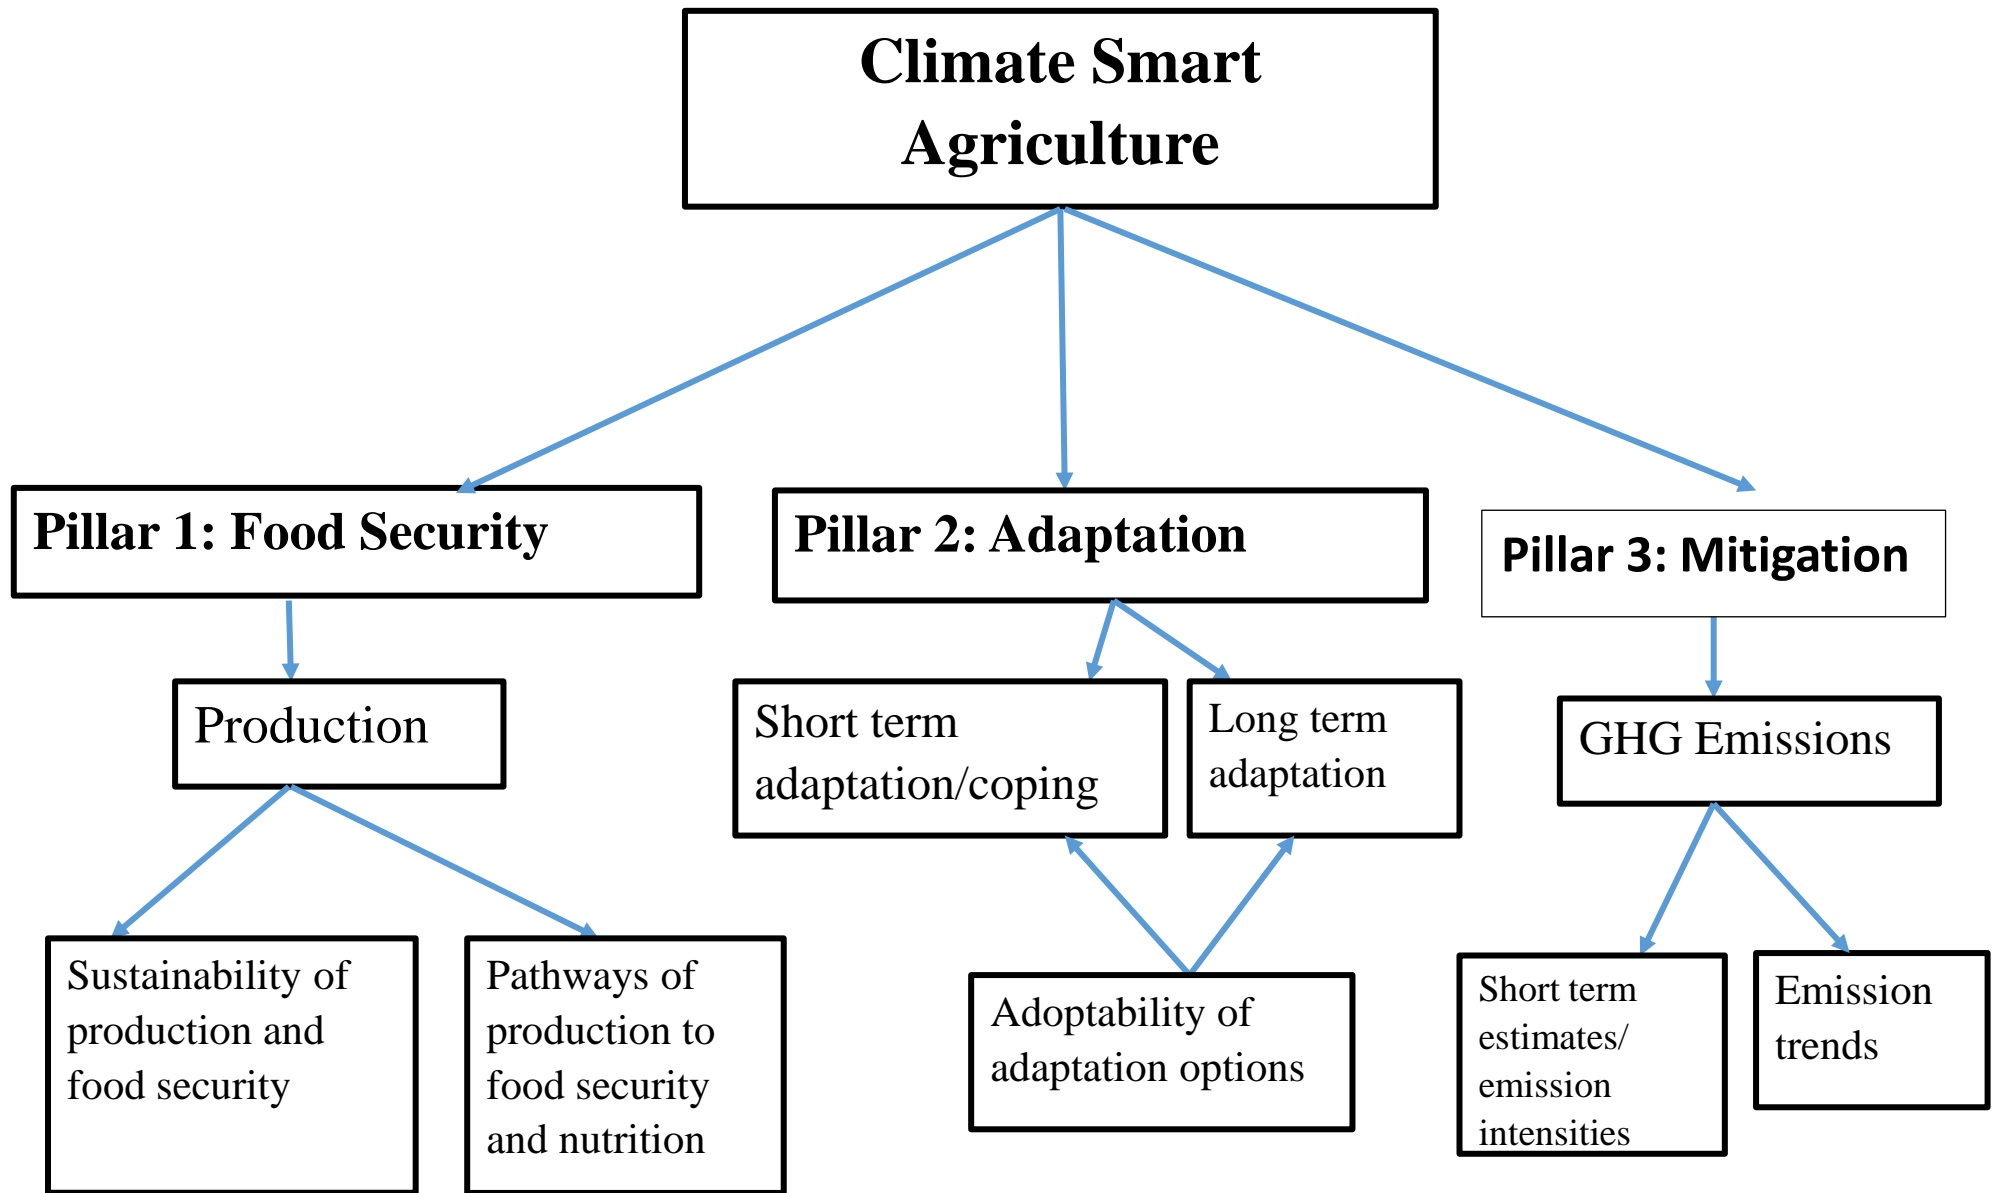 Climate Smart
Agriculture
Pillar 1: Food Security
Pillar 2: Adaptation
Pillar 3: Mitigation
Production
Short term
adaptation/coping
Long term
adaptation
GHG Emissions
Sustainability of
production and
food security
Pathways of
production to
food security
and nutrition
Adoptability of
adaptation options
Short term
estimates/
emission
intensities
Emission
trends